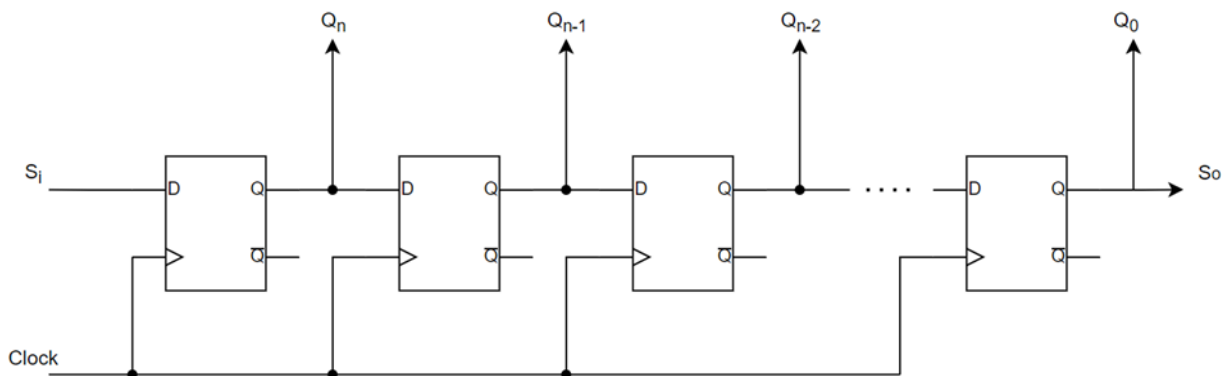 Qn Qn-1 Qn-2 Q0
Si D Q D Q D Q .... D Q So
Q̅ Q̅ Q̅ Q̅
Clock